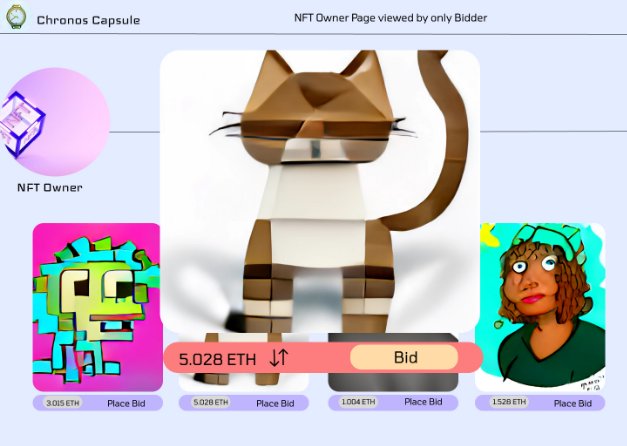 Chronos Capsule
NFT Owner Page viewed by only Bidder
NFT Owner
5.028 ETH
Bid
3.015 ETH
Place Bid
5.028 ETH
Place Bid
1.004 ETH
Place Bid
1.528 ETH
Place Bid